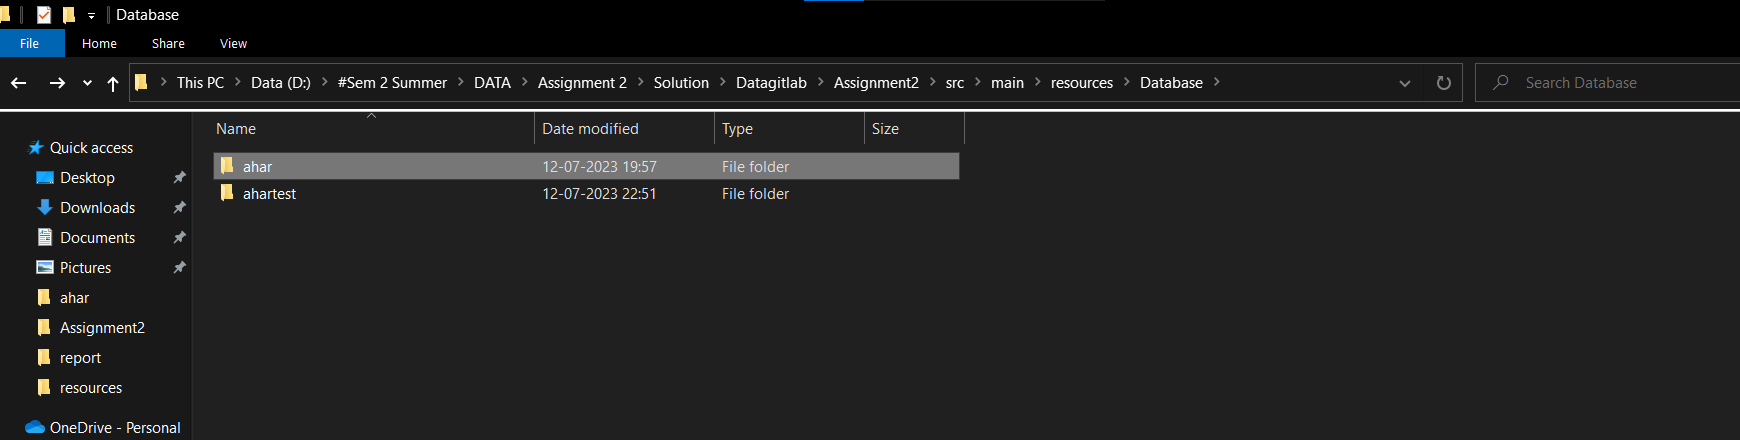 Database
File Home Share View
This PC Data (D:) #Sem 2 Summer DATA Assignment 2 Solution Datagitlab Assignment2 src main resources Database Search Database
Name Date modified Type Size
Quick access
Desktop
Downloads
Documents
Pictures
ahar
Assignment2
report
resources
OneDrive - Personal
ahar 12-07-2023 19:57 File folder
ahartest 12-07-2023 22:51 File folder